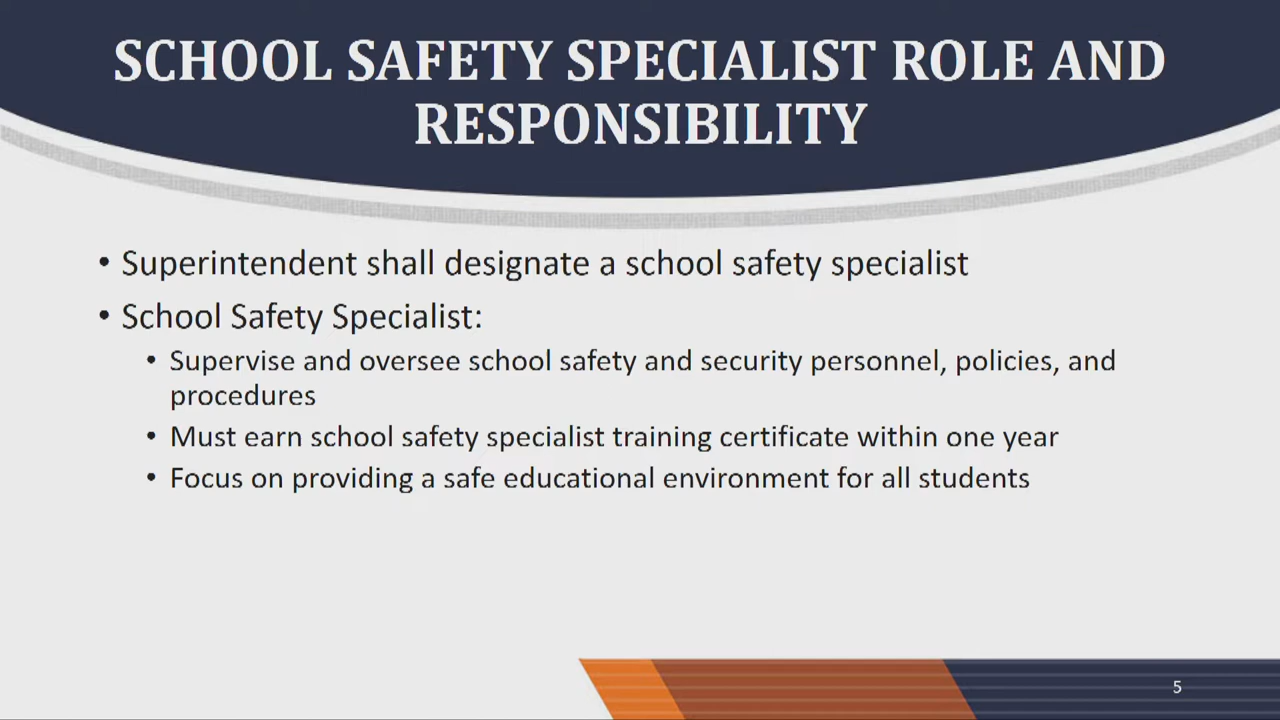 SCHOOL SAFETY SPECIALIST ROLE AND
RESPONSIBILITY
• Superintendent shall designate a school safety specialist
• School Safety Specialist:
• Supervise and oversee school safety and security personnel, policies, and
procedures
• Must earn school safety specialist training certificate within one year
• Focus on providing a safe educational environment for all students
5